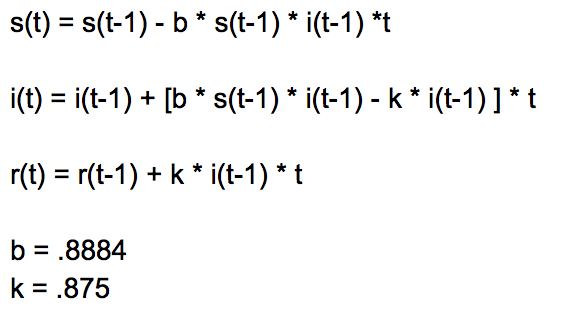 s(t) = s(t-1) - b * s(t-1) * i(t-1) *t
i(t) = i(t-1) + [b * s(t-1) * i(t-1) - k * i(t-1) ] * t
r(t) = r(t-1) + k * i(t-1) * t
b = .8884
k = .875